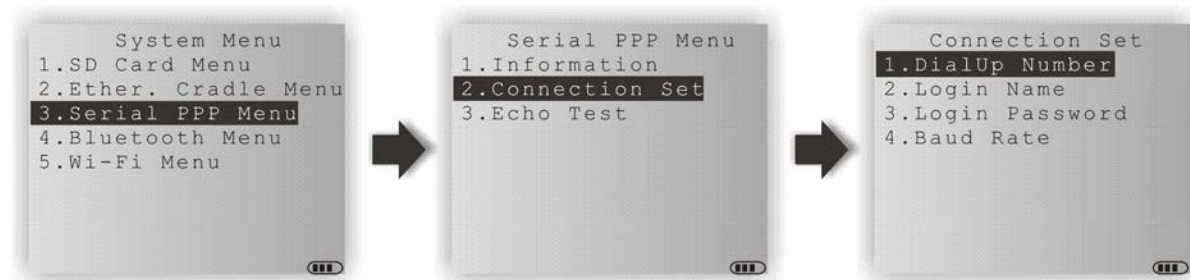 System Menu
1.SD Card Menu
2.Ether. Cradle Menu
3.Serial PPP Menu
4.Bluetooth Menu
5.Wi-Fi Menu
Serial PPP Menu
1.Information
2.Connection Set
3.Echo Test
Connection Set
1.DialUp Number
2.Login Name
3.Login Password
4.Baud Rate